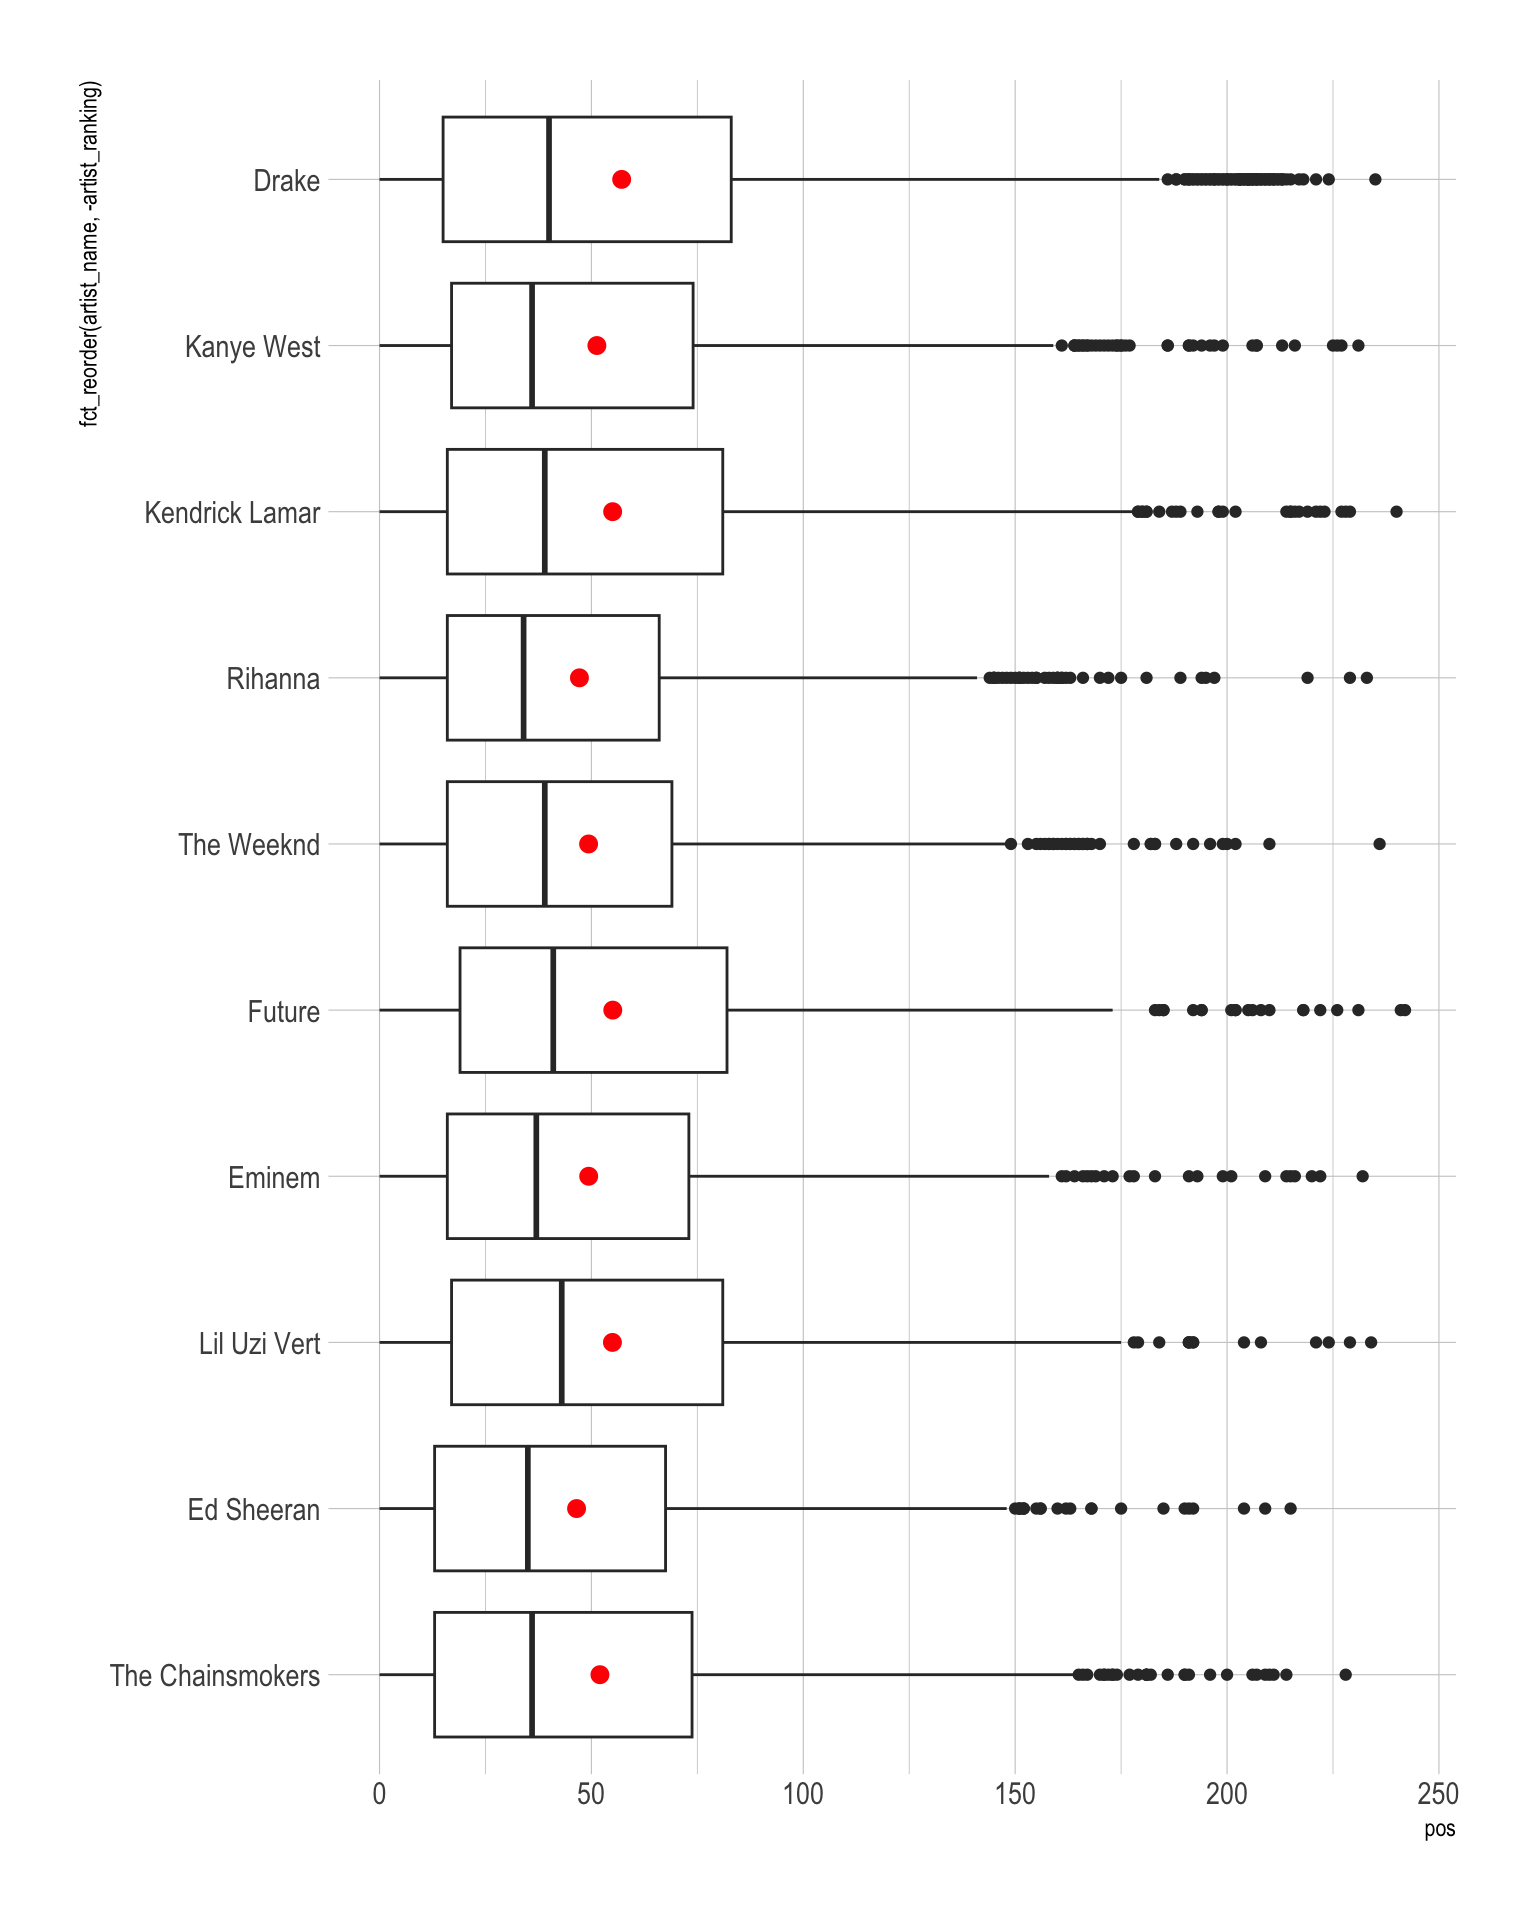 fct_reorder(artist_name, -artist_ranking)
Drake
Kanye West
Kendrick Lamar
Rihanna
The Weeknd
Future
Eminem
Lil Uzi Vert
Ed Sheeran
The Chainsmokers
0 50 100 150 200 250
pos